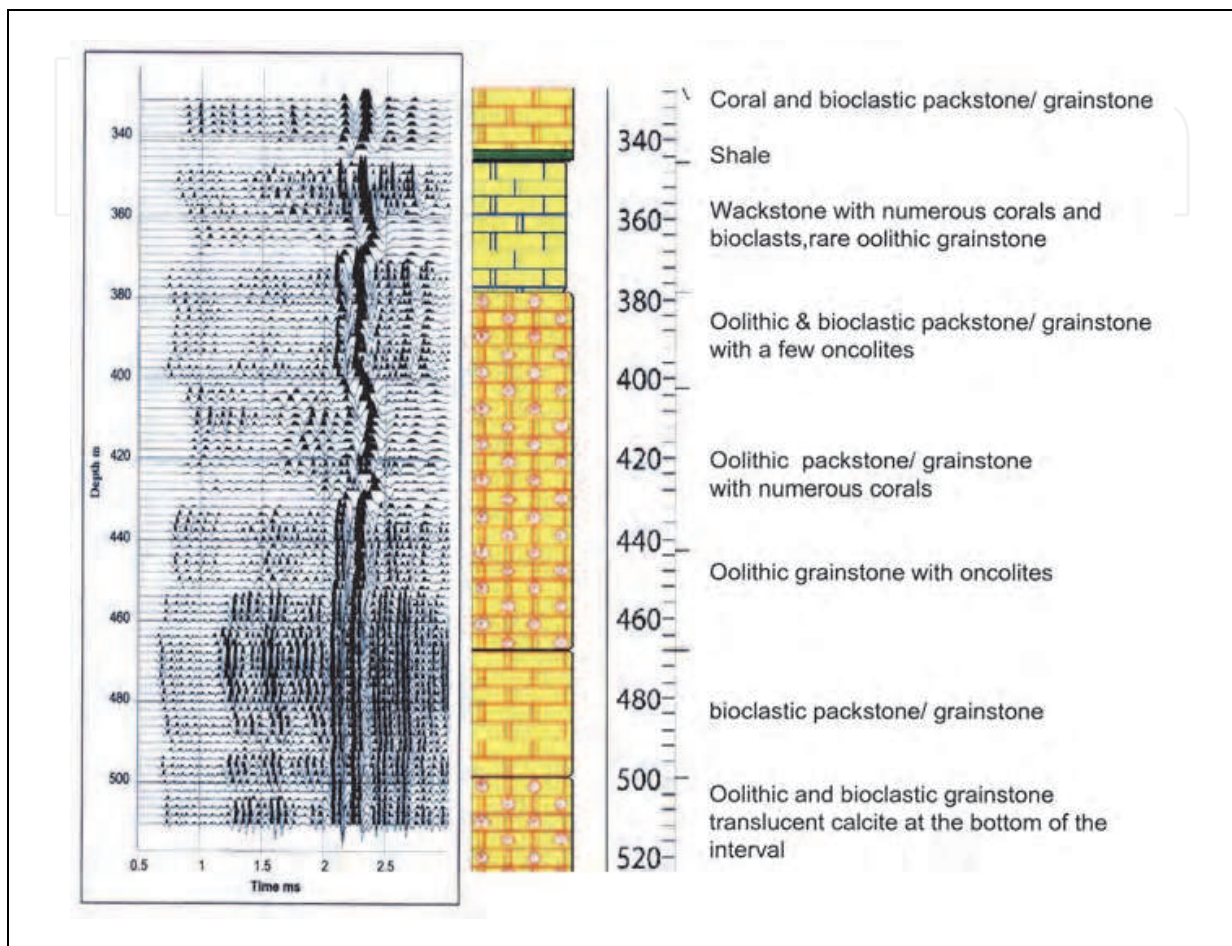 340
360
380
400
420
440
460
480
500
Depth m
0.5 1 1.5 2 2.5
Time ms
340
360
380
400
420
440
460
480
500
520
Coral and bioclastic packstone/ grainstone
Shale
Wackstone with numerous corals and
bioclasts,rare oolithic grainstone
Oolithic & bioclastic packstone/ grainstone
with a few oncolites
Oolithic packstone/ grainstone
with numerous corals
Oolithic grainstone with oncolites
bioclastic packstone/ grainstone
Oolithic and bioclastic grainstone
translucent calcite at the bottom of the
interval